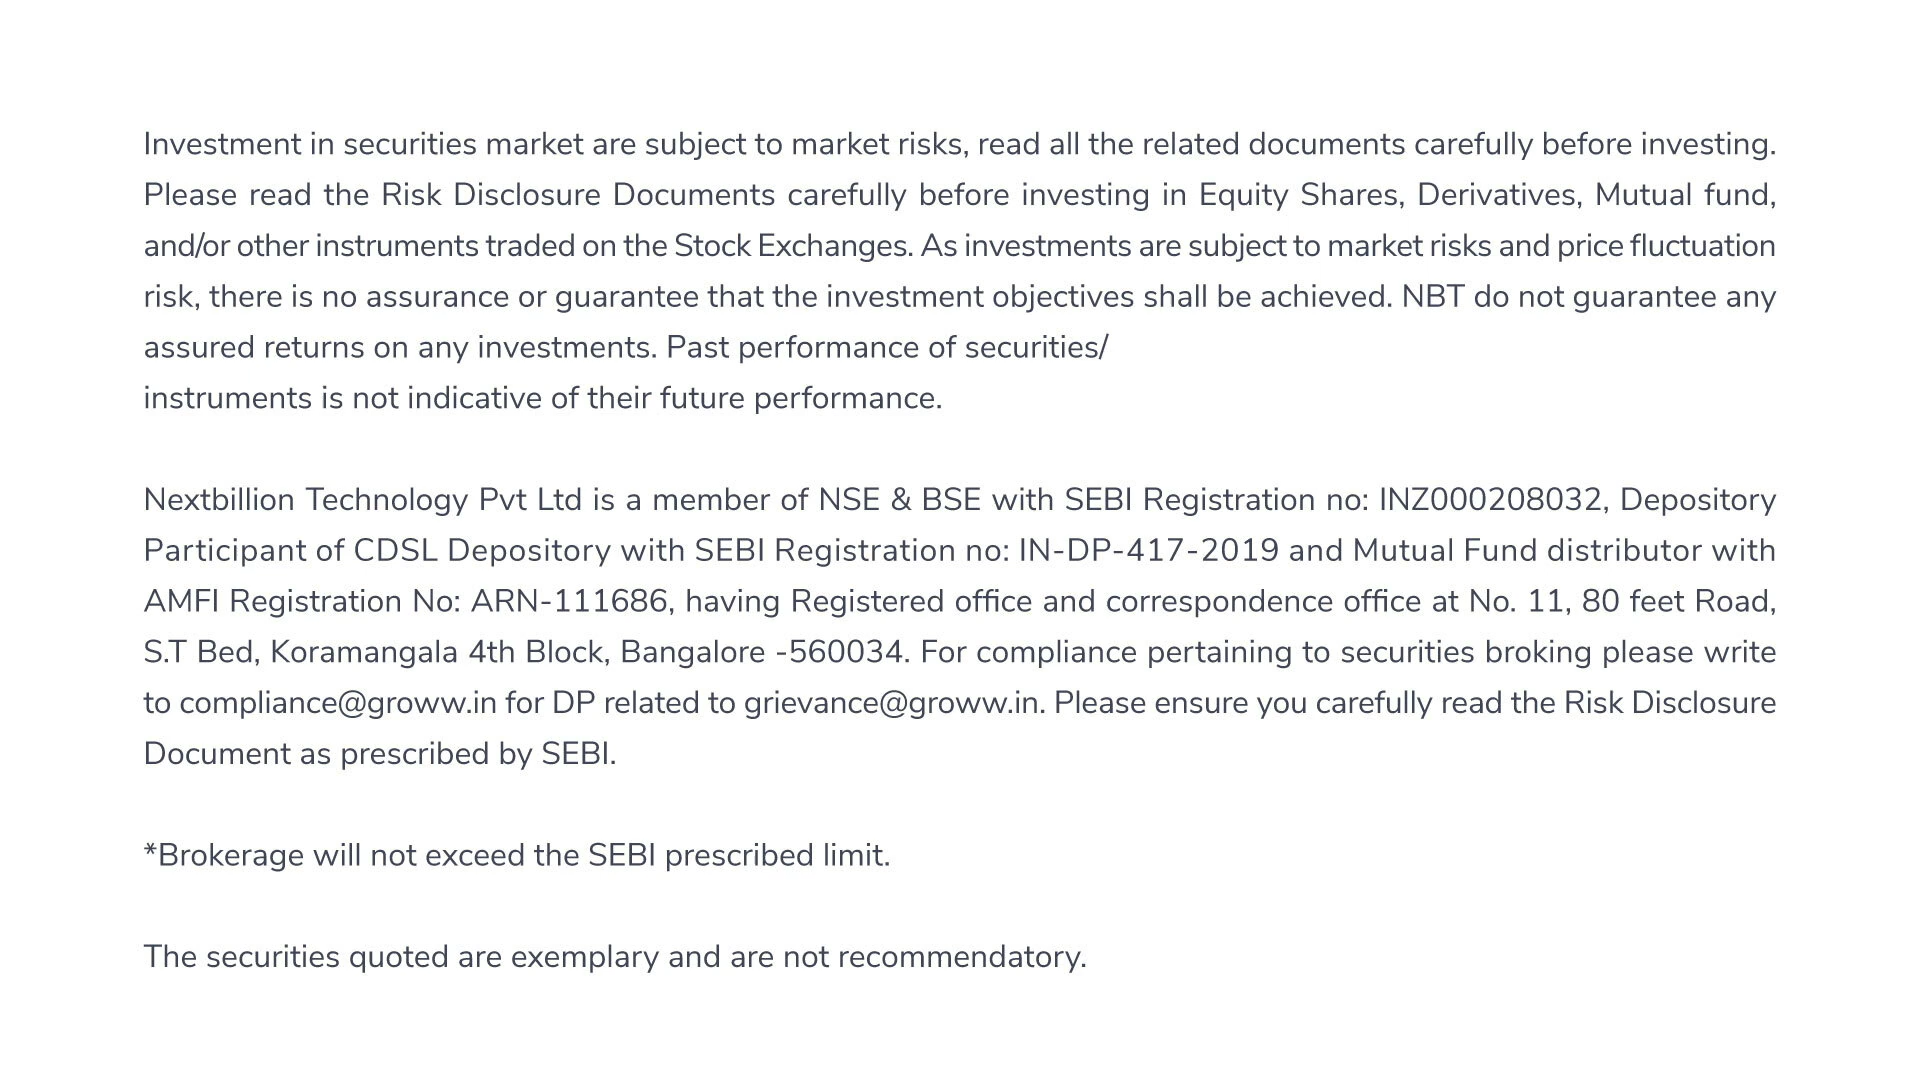 Investment in securities market are subject to market risks, read all the related documents carefully before investing.
Please read the Risk Disclosure Documents carefully before investing in Equity Shares, Derivatives, Mutual fund,
and/or other instruments traded on the Stock Exchanges. As investments are subject to market risks and price fluctuation
risk, there is no assurance or guarantee that the investment objectives shall be achieved. NBT do not guarantee any
assured returns on any investments. Past performance of securities/
instruments is not indicative of their future performance.
Nextbillion Technology Pvt Ltd is a member of NSE & BSE with SEBI Registration no: INZ000208032, Depository
Participant of CDSL Depository with SEBI Registration no: IN-DP-417-2019 and Mutual Fund distributor with
AMFI Registration No: ARN-111686, having Registered office and correspondence office at No. 11, 80 feet Road,
S.T Bed, Koramangala 4th Block, Bangalore -560034. For compliance pertaining to securities broking please write
to compliance@groww.in for DP related to grievance@groww.in. Please ensure you carefully read the Risk Disclosure
Document as prescribed by SEBI.
*Brokerage will not exceed the SEBI prescribed limit.
The securities quoted are exemplary and are not recommendatory.